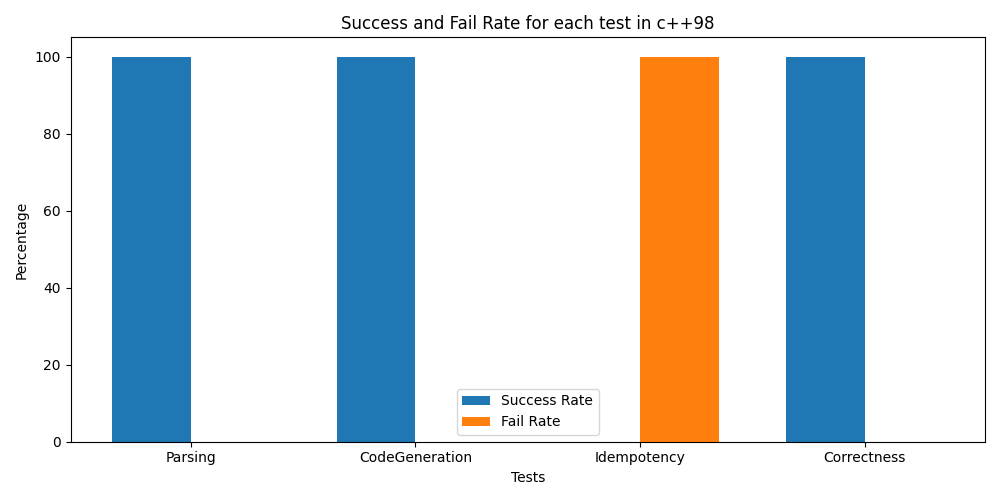 Success and Fail Rate for each test in c++98
100
80
60
40
20
0
Percentage
Success Rate
Fail Rate
Parsing
CodeGeneration
Idempotency
Correctness
Tests